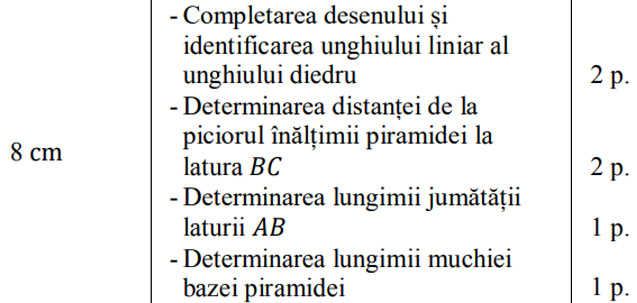 - Completarea desenului și
identificarea unghiului liniar al
unghiului diedru 2 p.
- Determinarea distanței de la
piciorul înălțimii piramidei la
8 cm
latura BC 2 p.
- Determinarea lungimii jumătății
laturii AB 1 p.
- Determinarea lungimii muchiei
bazei piramidei 1 p.